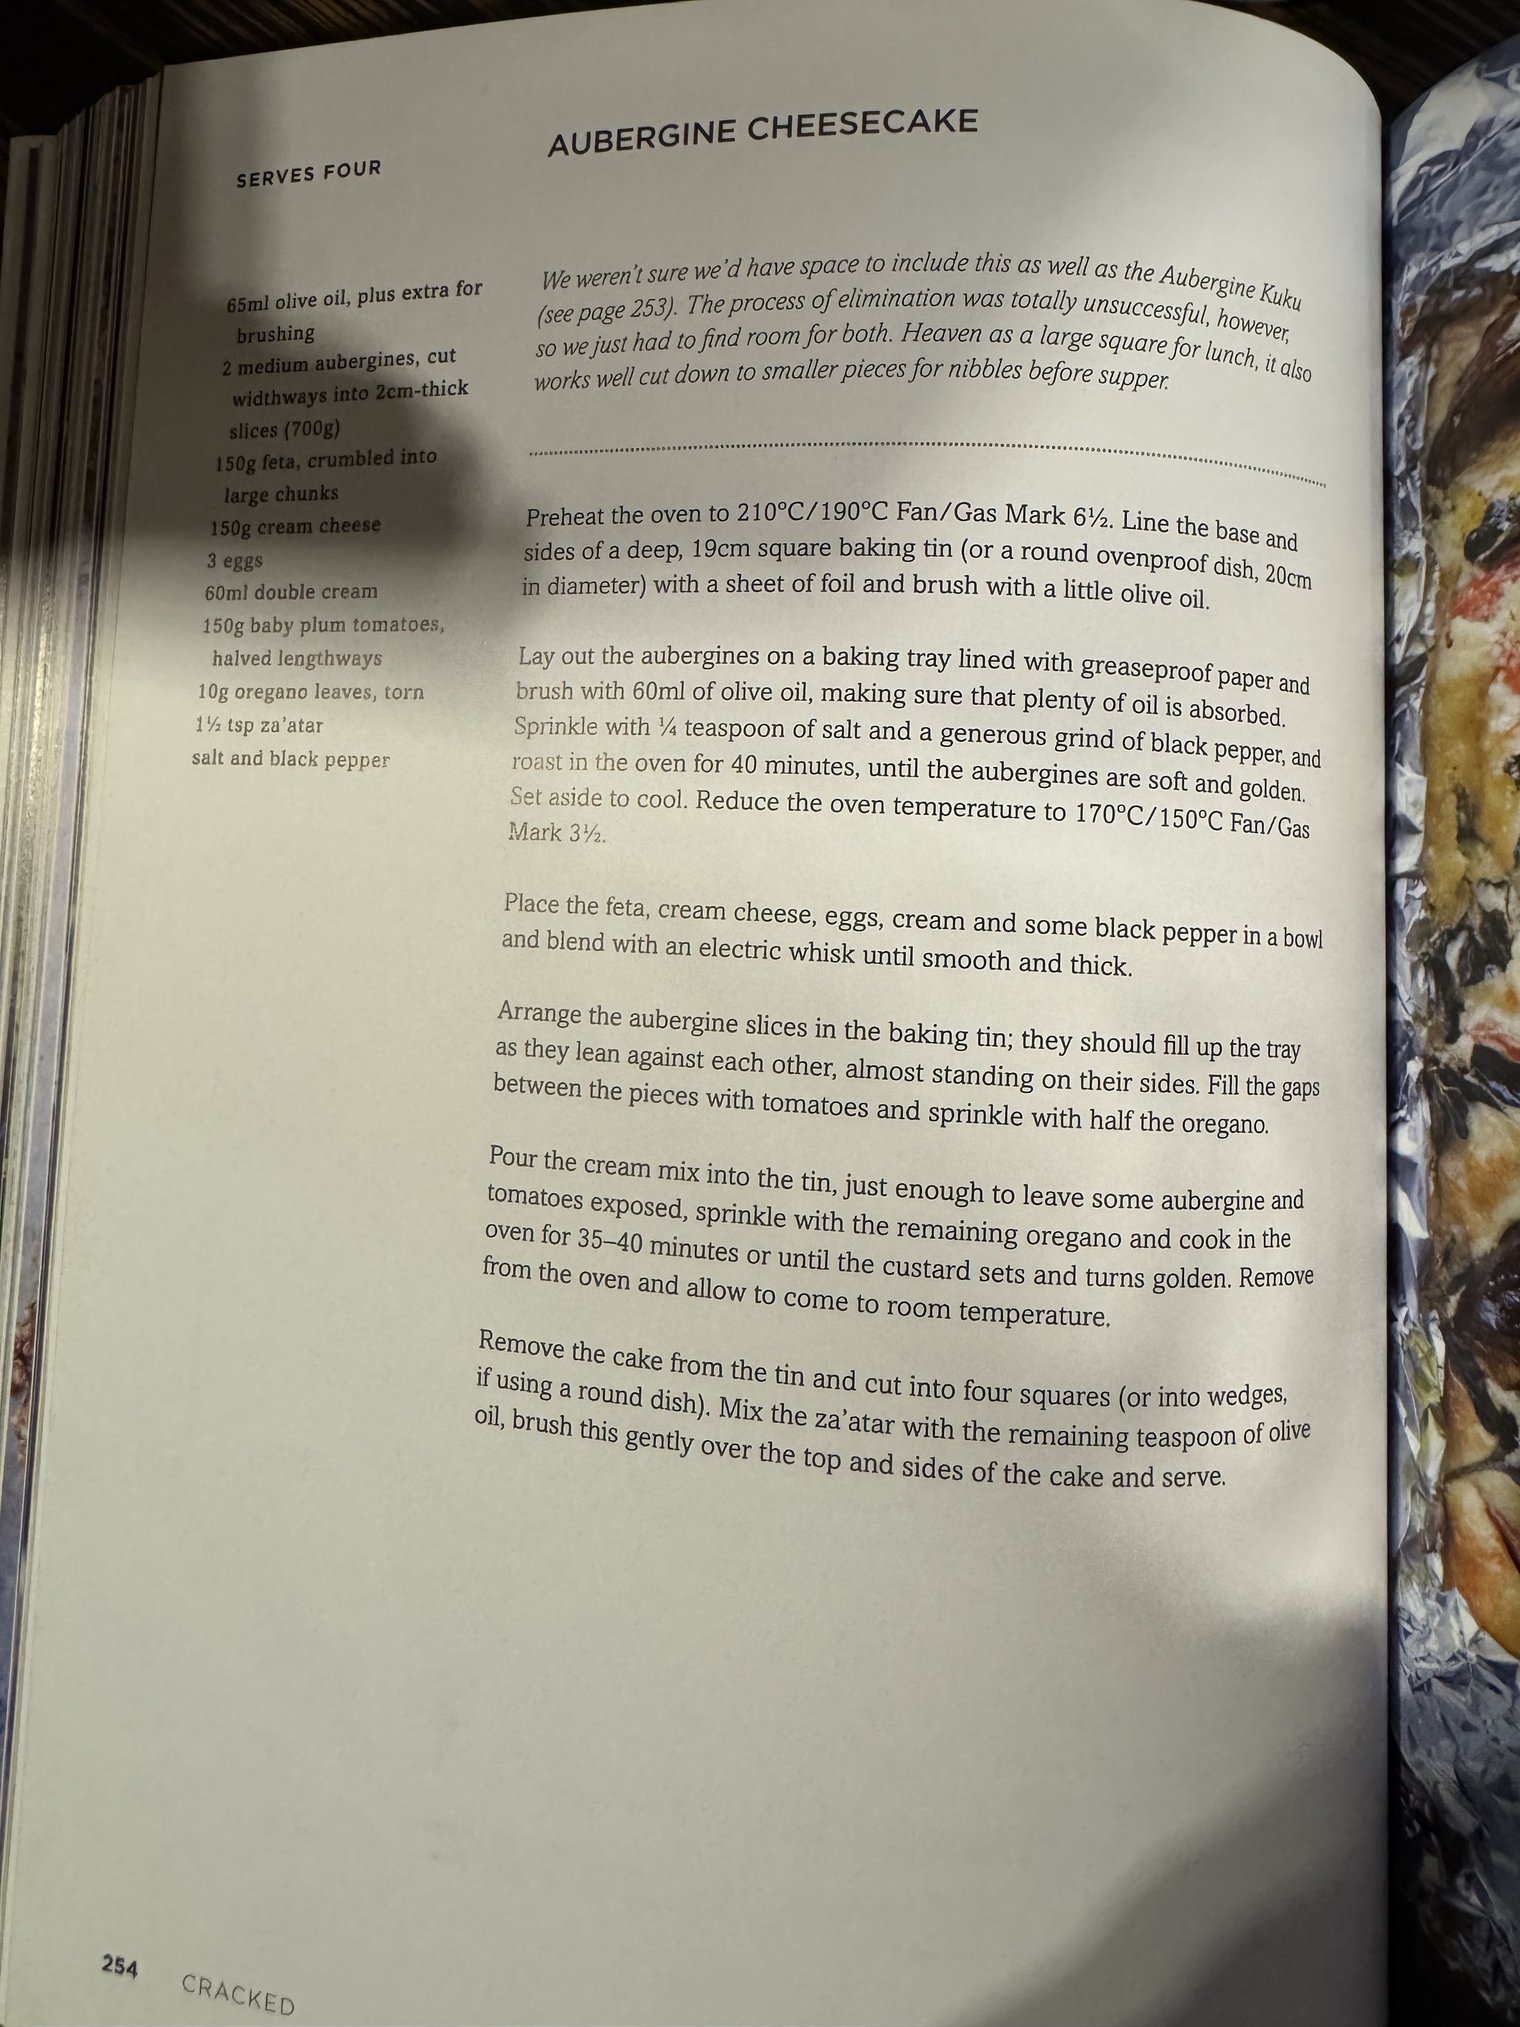 AUBERGINE CHEESECAKE
SERVES FOUR
65ml olive oil, plus extra for
brushing
2 medium aubergines, cut
widthways into 2cm-thick
slices (700g)
150g feta, crumbled into
large chunks
150g cream cheese
3 eggs
60ml double cream
150g baby plum tomatoes,
halved lengthways
10g oregano leaves, torn
1½ tsp za'atar
salt and black pepper
We weren't sure we'd have space to include this as well as the Aubergine Kuku
(see page 253). The process of elimination was totally unsuccessful, however,
so we just had to find room for both. Heaven as a large square for lunch, it also
works well cut down to smaller pieces for nibbles before supper.
Preheat the oven to 210°C/190°C Fan/Gas Mark 6½. Line the base and
sides of a deep, 19cm square baking tin (or a round ovenproof dish, 20cm
in diameter) with a sheet of foil and brush with a little olive oil.
Lay out the aubergines on a baking tray lined with greaseproof paper and
brush with 60ml of olive oil, making sure that plenty of oil is absorbed.
Sprinkle with ¼ teaspoon of salt and a generous grind of black pepper, and
roast in the oven for 40 minutes, until the aubergines are soft and golden.
Set aside to cool. Reduce the oven temperature to 170°C/150°C Fan/Gas
Mark 3½.
Place the feta, cream cheese, eggs, cream and some black pepper in a bowl
and blend with an electric whisk until smooth and thick.
Arrange the aubergine slices in the baking tin; they should fill up the tray
as they lean against each other, almost standing on their sides. Fill the gaps
between the pieces with tomatoes and sprinkle with half the oregano.
Pour the cream mix into the tin, just enough to leave some aubergine and
tomatoes exposed, sprinkle with the remaining oregano and cook in the
oven for 35–40 minutes or until the custard sets and turns golden. Remove
from the oven and allow to come to room temperature.
Remove the cake from the tin and cut into four squares (or into wedges,
if using a round dish). Mix the za'atar with the remaining teaspoon of olive
oil, brush this gently over the top and sides of the cake and serve.
254 CRACKED